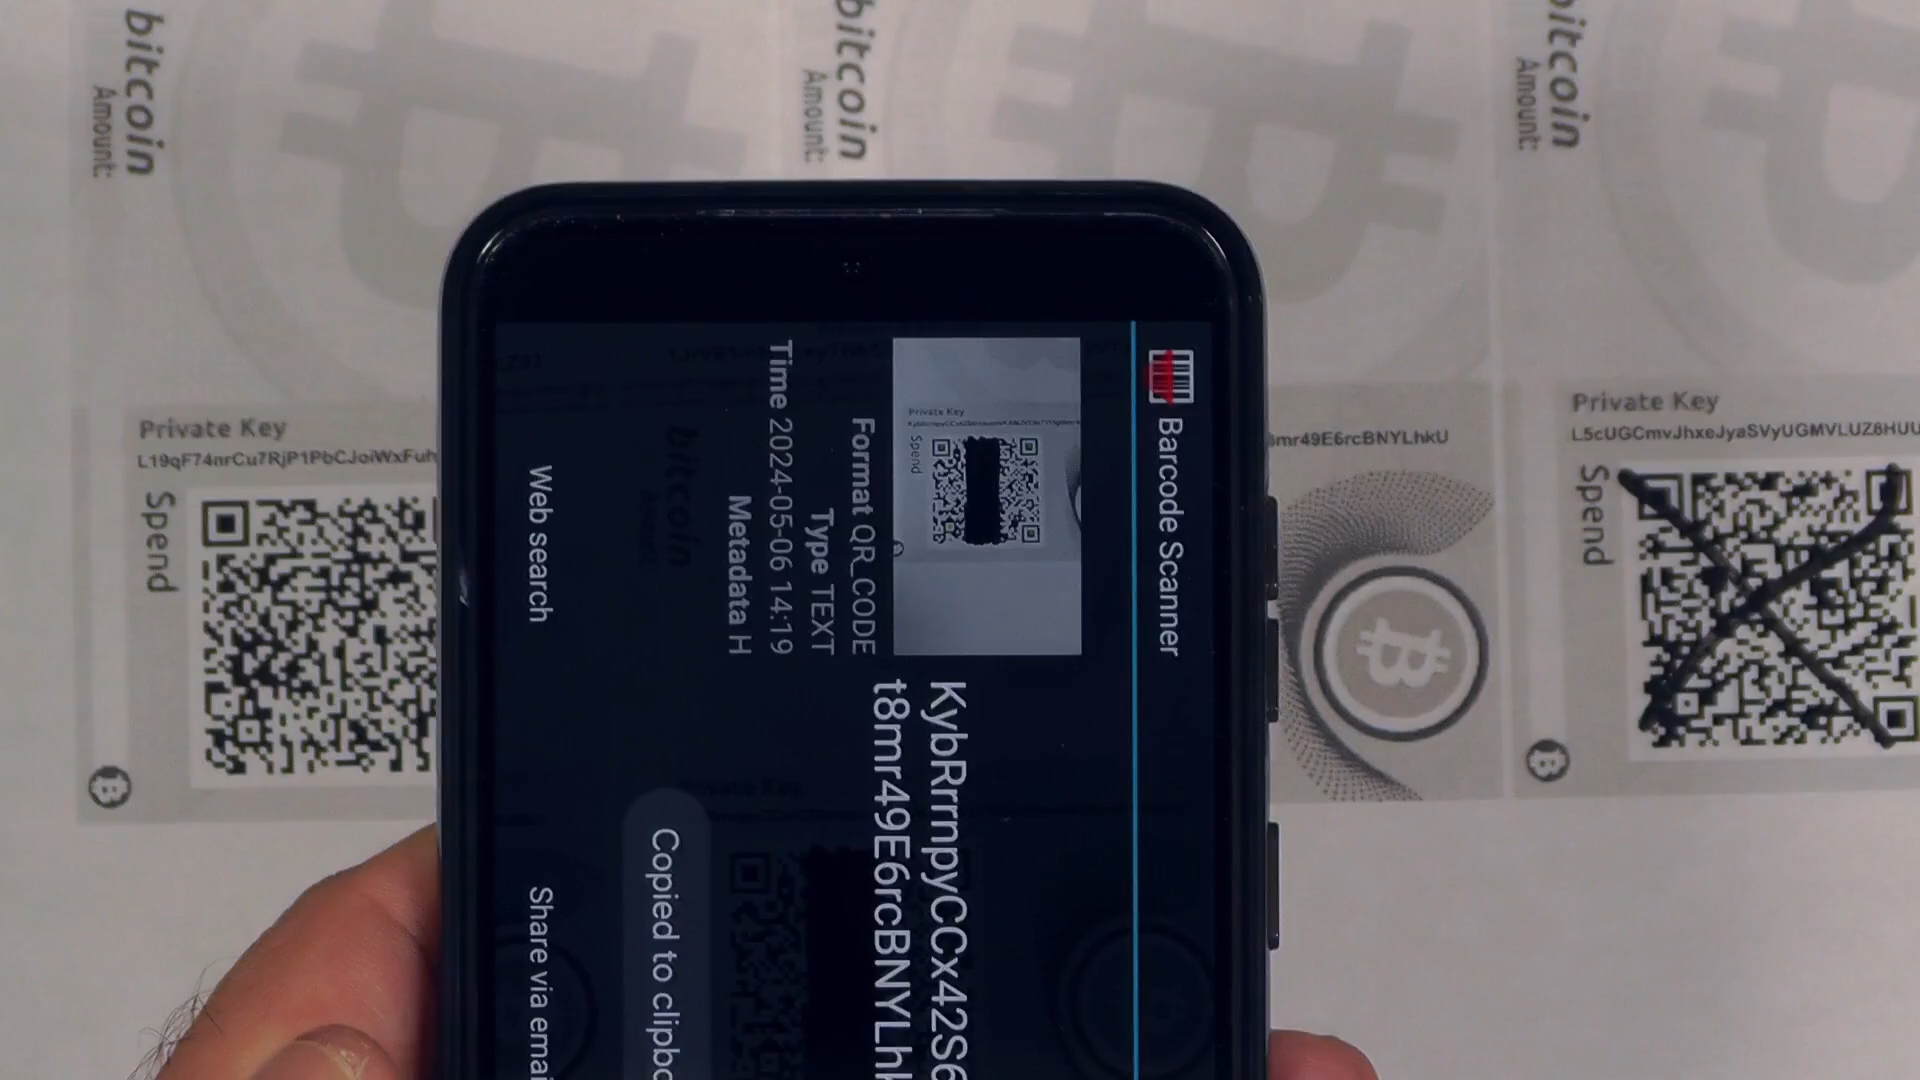 bitcoin
Amount:
bitcoin
Amount:
bitcoin
Amount:
Private Key
L19qF74nrCu7RjP1PbCJoiWxFuh
Spend
Barcode Scanner
Private Key
Spend
Format QR_CODE
Type TEXT
Time 2024-05-06 14:19
Metadata H
KybRrrnpyCCx42S6
t8mr49E6rcBNYLhk
Copied to clipbo
Web search
Share via emai
8mr49E6rcBNYLhkU
Private Key
L5cUGCmvJhxeJyaSVyUGMVLUZ8HUU
Spend
bitcoin
Private Key